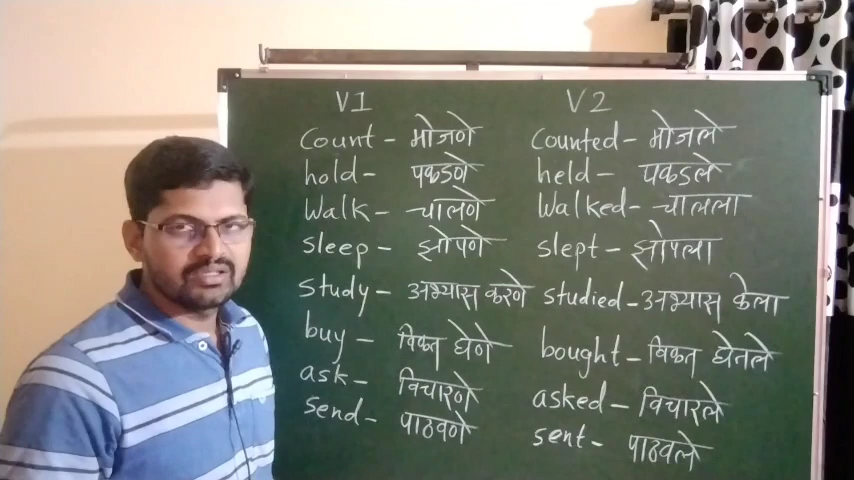 V1 V2
Count - मोजणे Counted - मोजले
hold - पकडणे held - पकडले
Walk - चालणे Walked - चालला
Sleep - झोपणे slept - झोपला
study - अभ्यास करणे studied - अभ्यास केला
buy - विकत घेणे bought - विकत घेतले
ask - विचारणे asked - विचारले
Send - पाठवणे sent - पाठवले